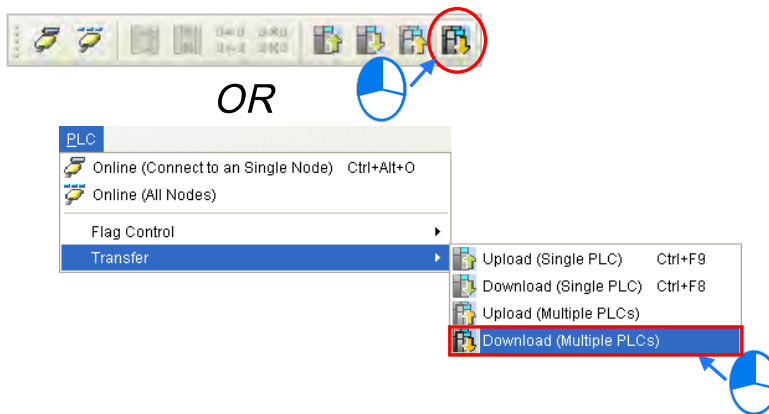 OR
PLC
Online (Connect to an Single Node) Ctrl+Alt+O
Online (All Nodes)
Flag Control
Transfer
Upload (Single PLC) Ctrl+F9
Download (Single PLC) Ctrl+F8
Upload (Multiple PLCs)
Download (Multiple PLCs)